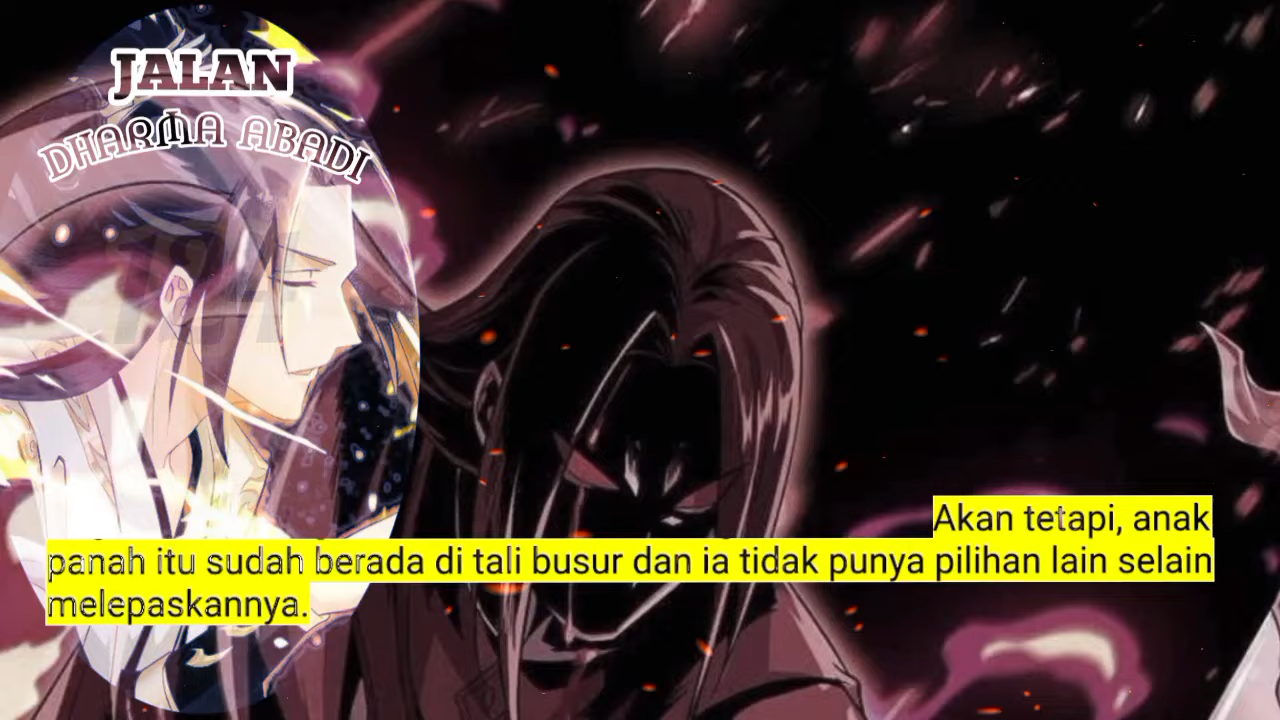 JALAN
DHARMA ABADI
Akan tetapi, anak
panah itu sudah berada di tali busur dan ia tidak punya pilihan lain selain
melepaskannya.